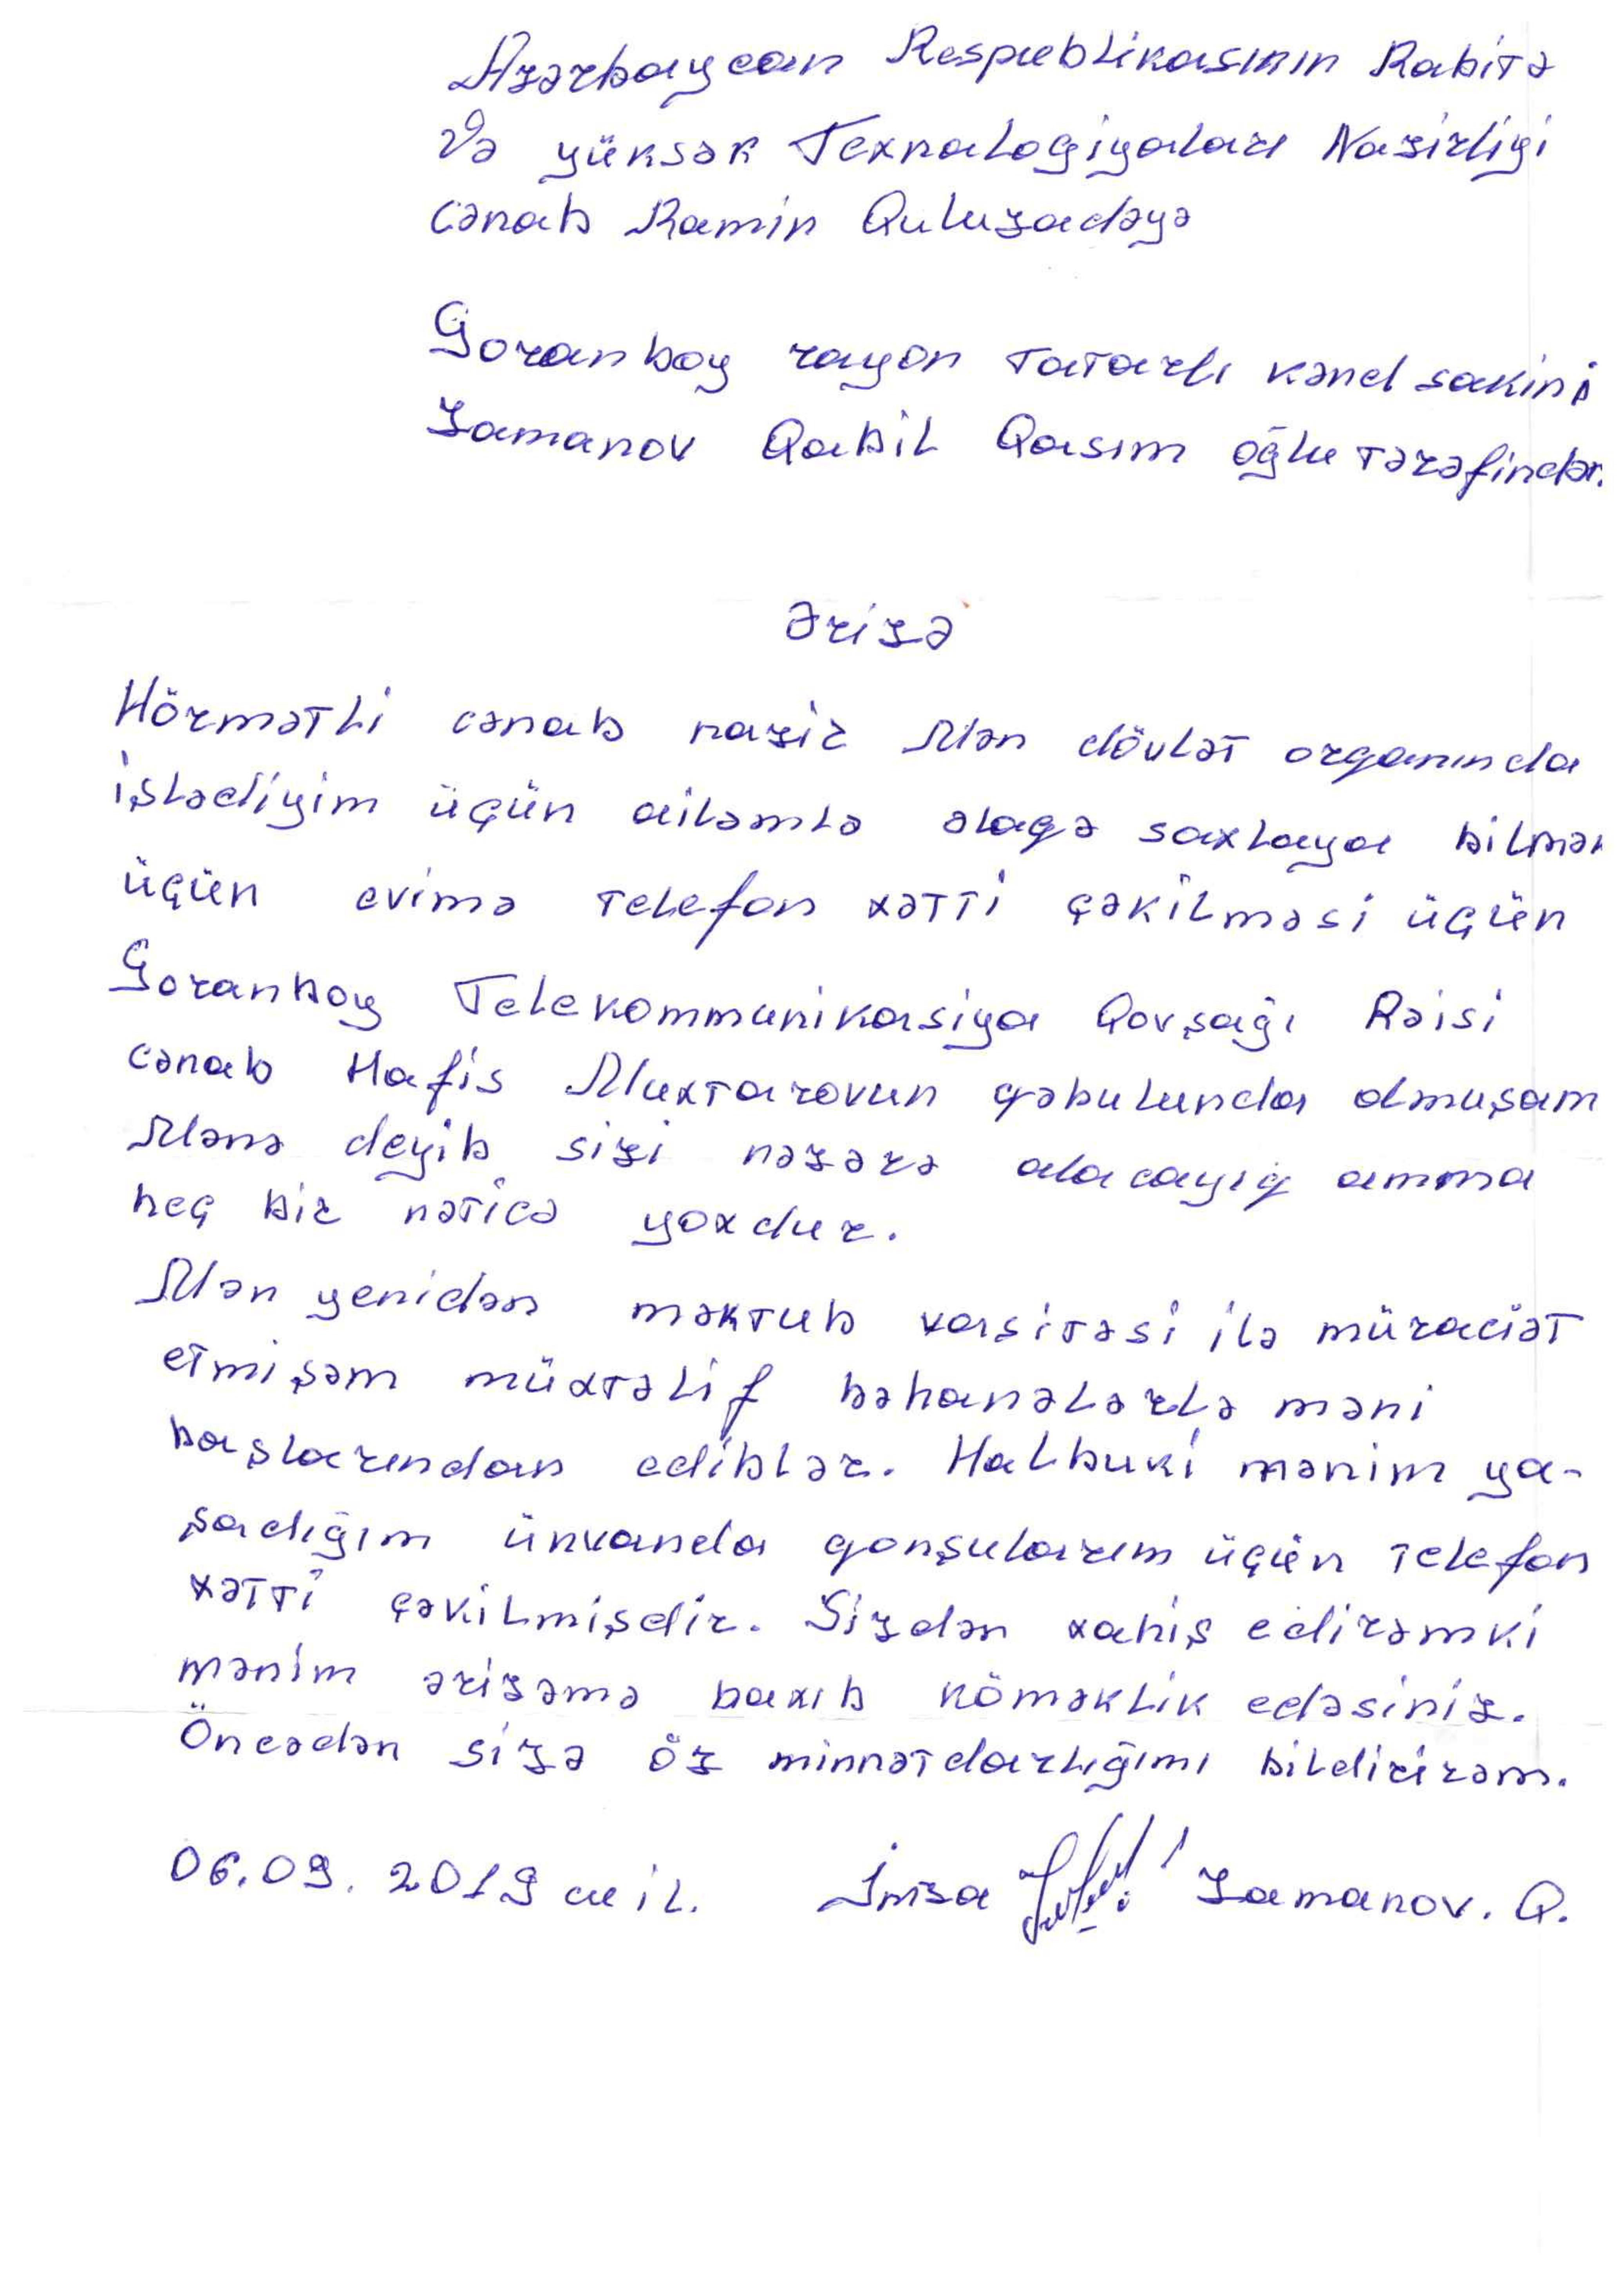 Azərbaycan Respublikasının Rabitə
Və yüksək Texnalogiyaları Nazirliyi
Cənab Ramin Quluzadəyə
Goranboy rayon Tatarlı kənd sakini
Zamanov Qabil Qasım oğlu tərəfindən.
Ərizə
Hörmətli cənab nazir Mən dövlət organında
işlədiyim üçün ailəmlə əlaqə saxlaya bilmək
üçün evimə telefon xətti çəkilməsi üçün
Goranboy Telekommunikasiya Qovşağı Rəisi
cənab Hafis Muxtarovun qəbulunda olmuşam
Mənə deyib sizi nəzərə alacayıq amma
heç bir nəticə yoxdur.
Mən yenidən məktub vasitəsi ilə müraciət
etmişəm müxtəlif bəhanələrlə məni
başlarından ediblər. Halbuki mənim ya-
şadığım ünvanda qonşularım üçün telefon
xətti çəkilmişdir. Sizdən xahiş edirəmki
mənim ərizəmə baxıb köməklik edəsiniz.
Öncədən sizə öz minnətdarlığımı bildirirəm.
06.09.2019 cu il. İmza Zamanov. Q.